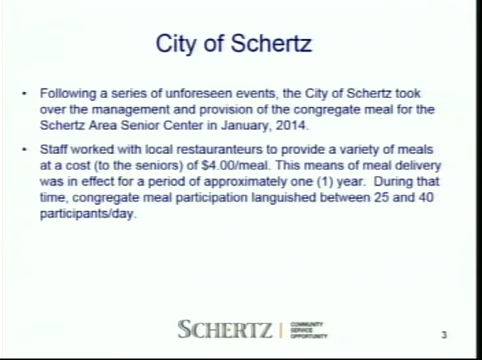 City of Schertz
• Following a series of unforeseen events, the City of Schertz took
over the management and provision of the congregate meal for the
Schertz Area Senior Center in January, 2014.
• Staff worked with local restauranteurs to provide a variety of meals
at a cost (to the seniors) of $4.00/meal. This means of meal delivery
was in effect for a period of approximately one (1) year. During that
time, congregate meal participation languished between 25 and 40
participants/day.
SCHERTZ | COMMUNITY
SERVICE
OPPORTUNITY
3